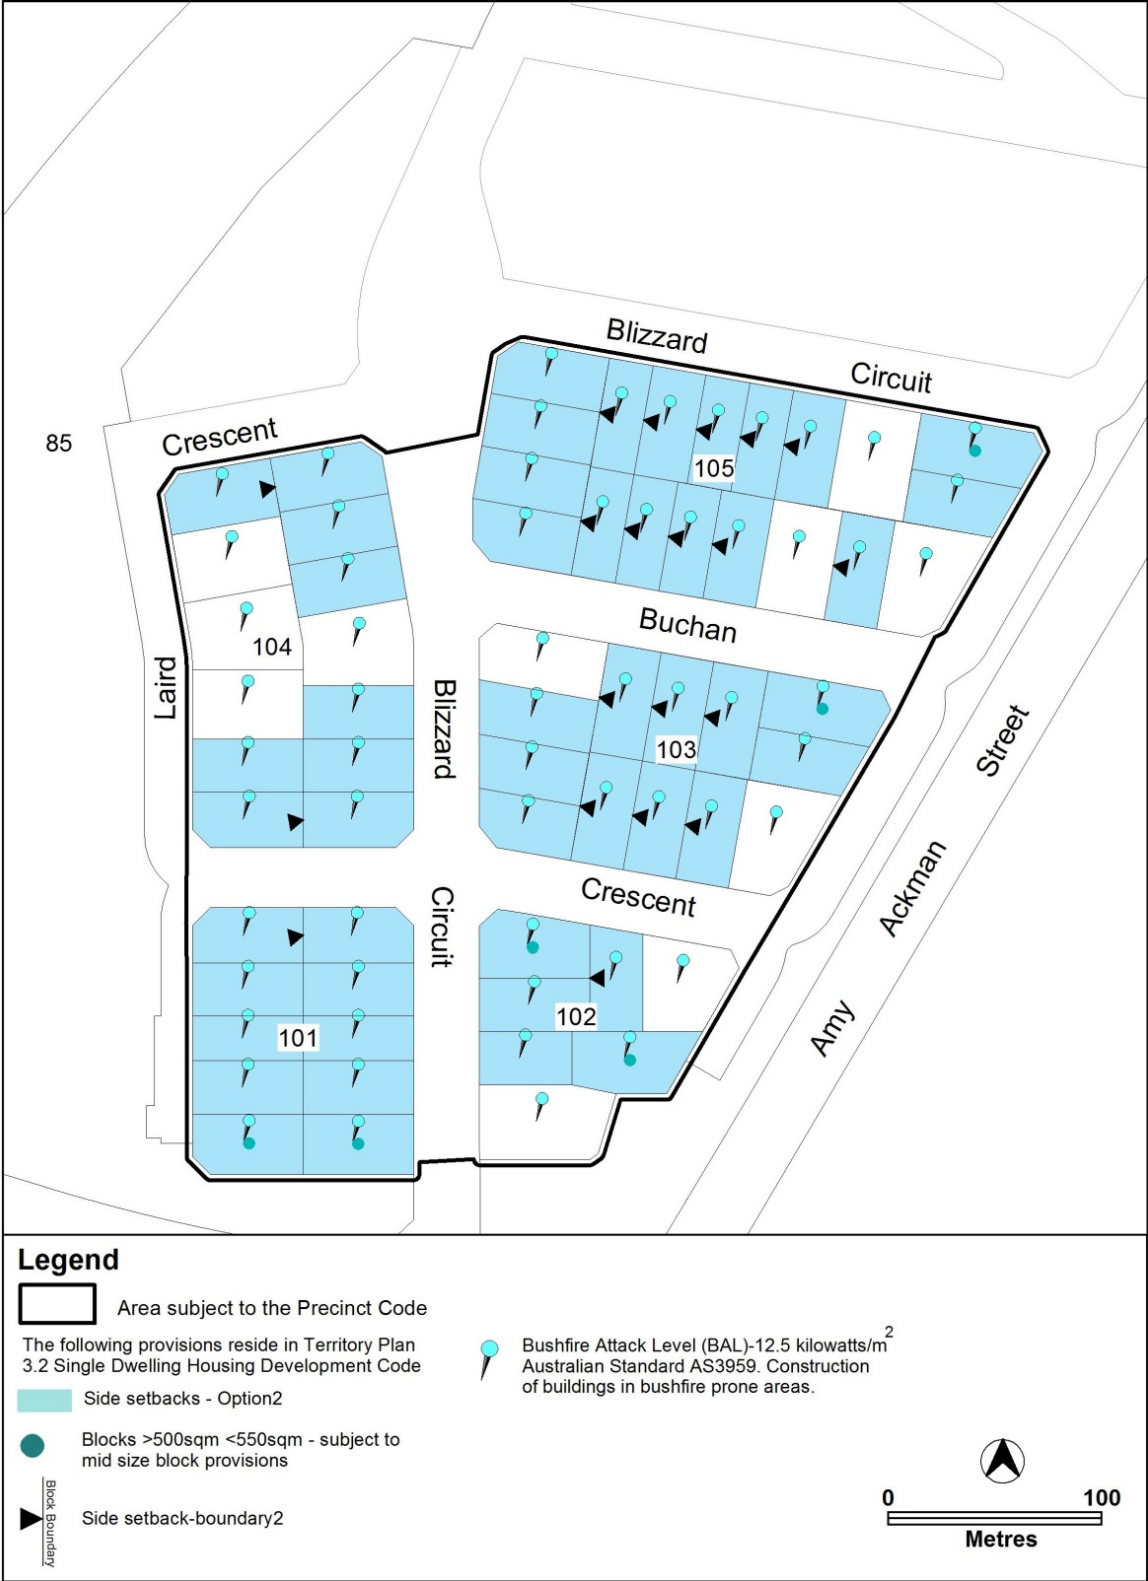 Blizzard
Circuit
85
Crescent
105
Buchan
104
Laird
Blizzard
103
Street
Crescent
Circuit
Ackman
102
101
Amy
Legend
Area subject to the Precinct Code
The following provisions reside in Territory Plan
3.2 Single Dwelling Housing Development Code
Side setbacks - Option2
Blocks >500sqm <550sqm - subject to
mid size block provisions
Block Boundary
Side setback-boundary2
Bushfire Attack Level (BAL)-12.5 kilowatts/m2
Australian Standard AS3959. Construction
of buildings in bushfire prone areas.
0 100
Metres